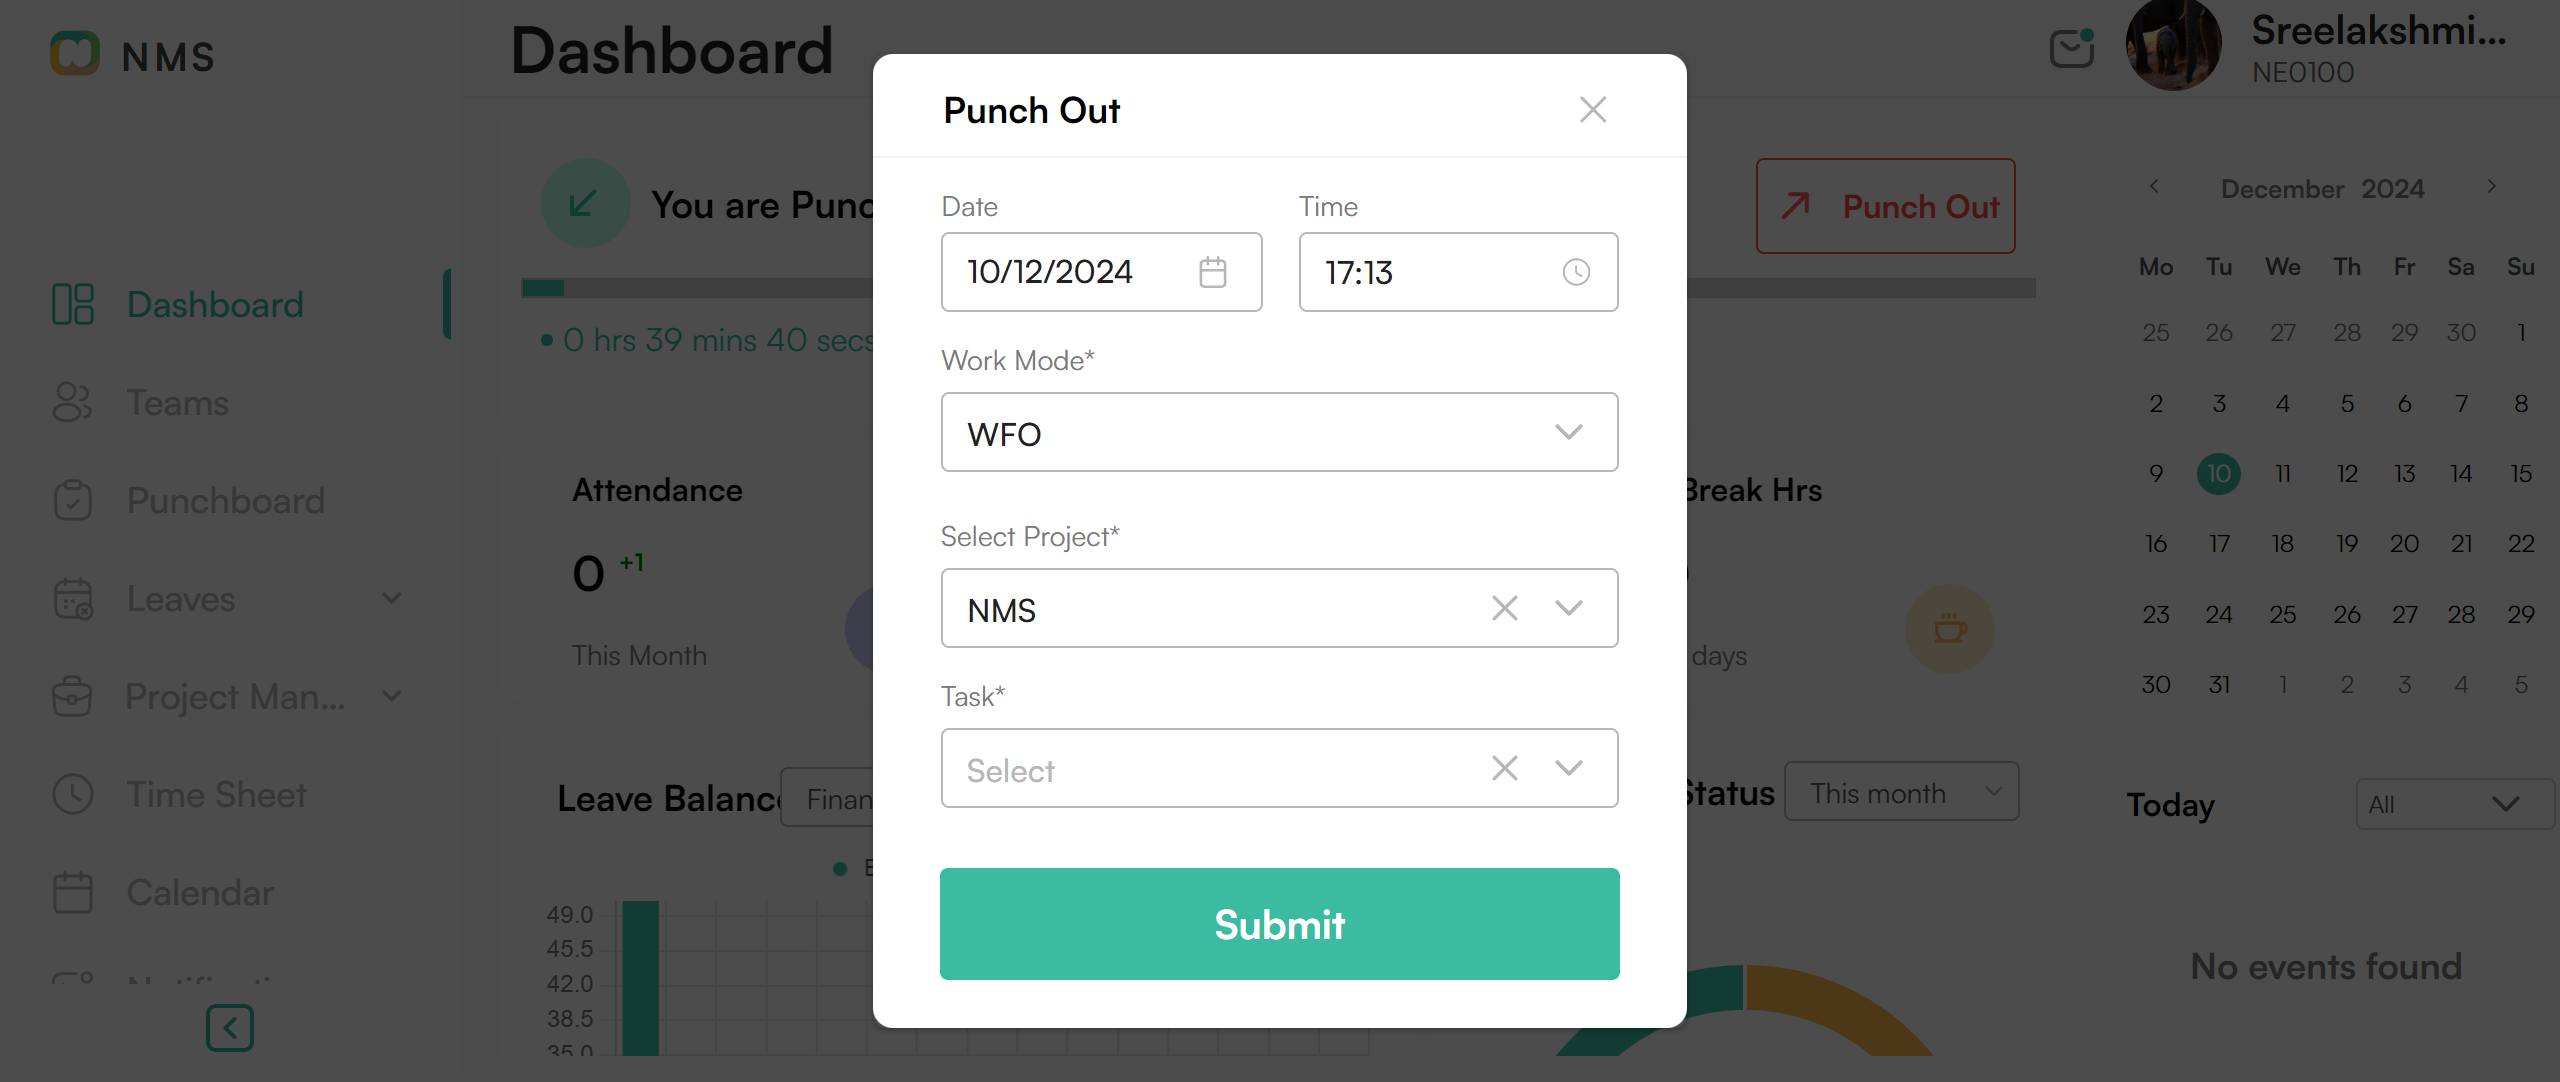 NMS
Dashboard
Sreelakshmi...
NE0100
Dashboard
Teams
Punchboard
Leaves
Project Man...
Time Sheet
Calendar
You are Punc
Punch Out
0 hrs 39 mins 40 secs
Attendance
0 +1
This Month
Break Hrs
days
Leave Balanc
Finan
Status
This month
49.0
45.5
42.0
38.5
35.0
Punch Out
Date
Time
10/12/2024
17:13
Work Mode*
WFO
Select Project*
NMS
Task*
Select
Submit
December 2024
Mo Tu We Th Fr Sa Su
25 26 27 28 29 30 1
2 3 4 5 6 7 8
9 10 11 12 13 14 15
16 17 18 19 20 21 22
23 24 25 26 27 28 29
30 31 1 2 3 4 5
Today
All
No events found